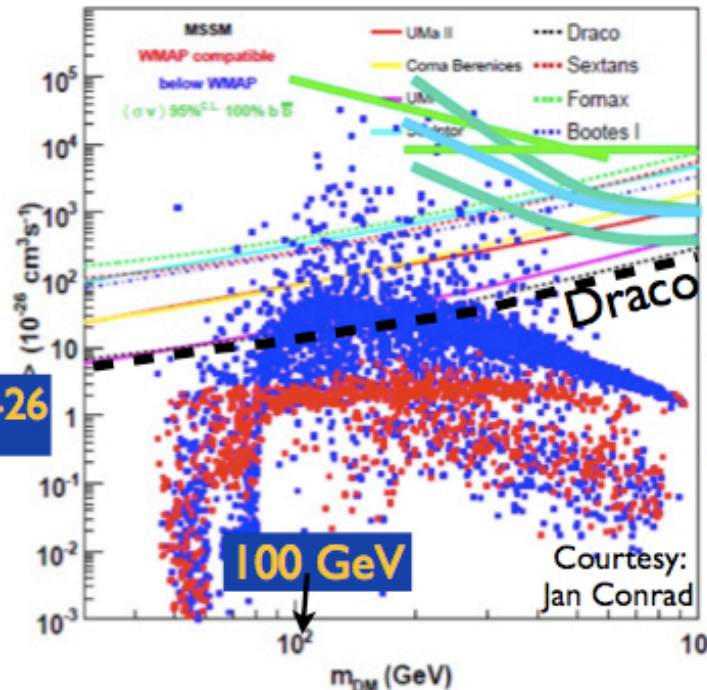 MSSM
WMAP compatible
below WMAP
⟨σv⟩ 95% C.L. 100% b b̄
UMa II
Coma Berenices
UMi
Draco
Sextans
Fornax
Bootes I
10⁵
10⁴
10³
10²
10
1
10⁻¹
10⁻²
10⁻³
(10⁻²⁶ cm³s⁻¹)
-26
Draco
100 GeV
Courtesy:
Jan Conrad
10²
10
m_DM (GeV)